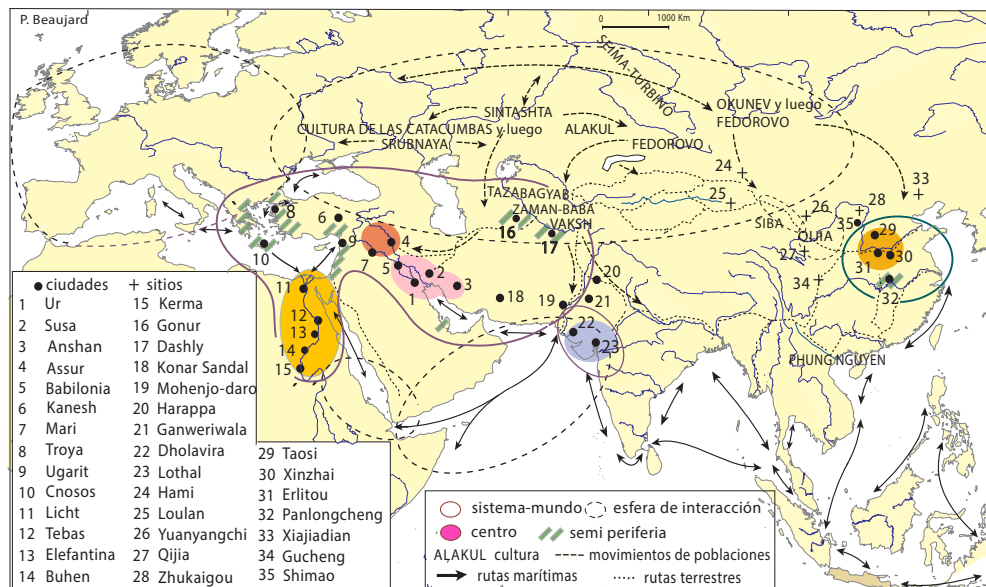 P. Beaujard
0 1000 Km
SEIMA-TURBINO
SINTASHTA
OKUNEV y luego
FEDOROVO
CULTURA DE LAS CATACUMBAS y luego
SRUBNAYA
ALAKUL
FEDOROVO
24
33
TAZABAGYAB
25
28
8
6
ZAMAN-BABA
26
SIBA
35
16
17
VAKSH
29
QIJIA
9
4
10
7
27
31
30
5
2
20
34
32
11
1
3
18
19
21
12
22
13
23
14
PHUNG NGUYEN
15
ciudades + sitios
1 Ur
2 Susa
3 Anshan
4 Assur
5 Babilonia
6 Kanesh
7 Mari
8 Troya
9 Ugarit
10 Cnosos
11 Licht
12 Tebas
13 Elefantina
14 Buhen
15 Kerma
16 Gonur
17 Dashly
18 Konar Sandal
19 Mohenjo-daro
20 Harappa
21 Ganweriwala
22 Dholavira
23 Lothal
24 Hami
25 Loulan
26 Yuanyangchi
27 Qijia
28 Zhukaigou
29 Taosi
30 Xinzhai
31 Erlitou
32 Panlongcheng
33 Xiajiadian
34 Gucheng
35 Shimao
sistema-mundo esfera de interacción
centro semi periferia
ALAKUL cultura movimientos de poblaciones
rutas marítimas rutas terrestres